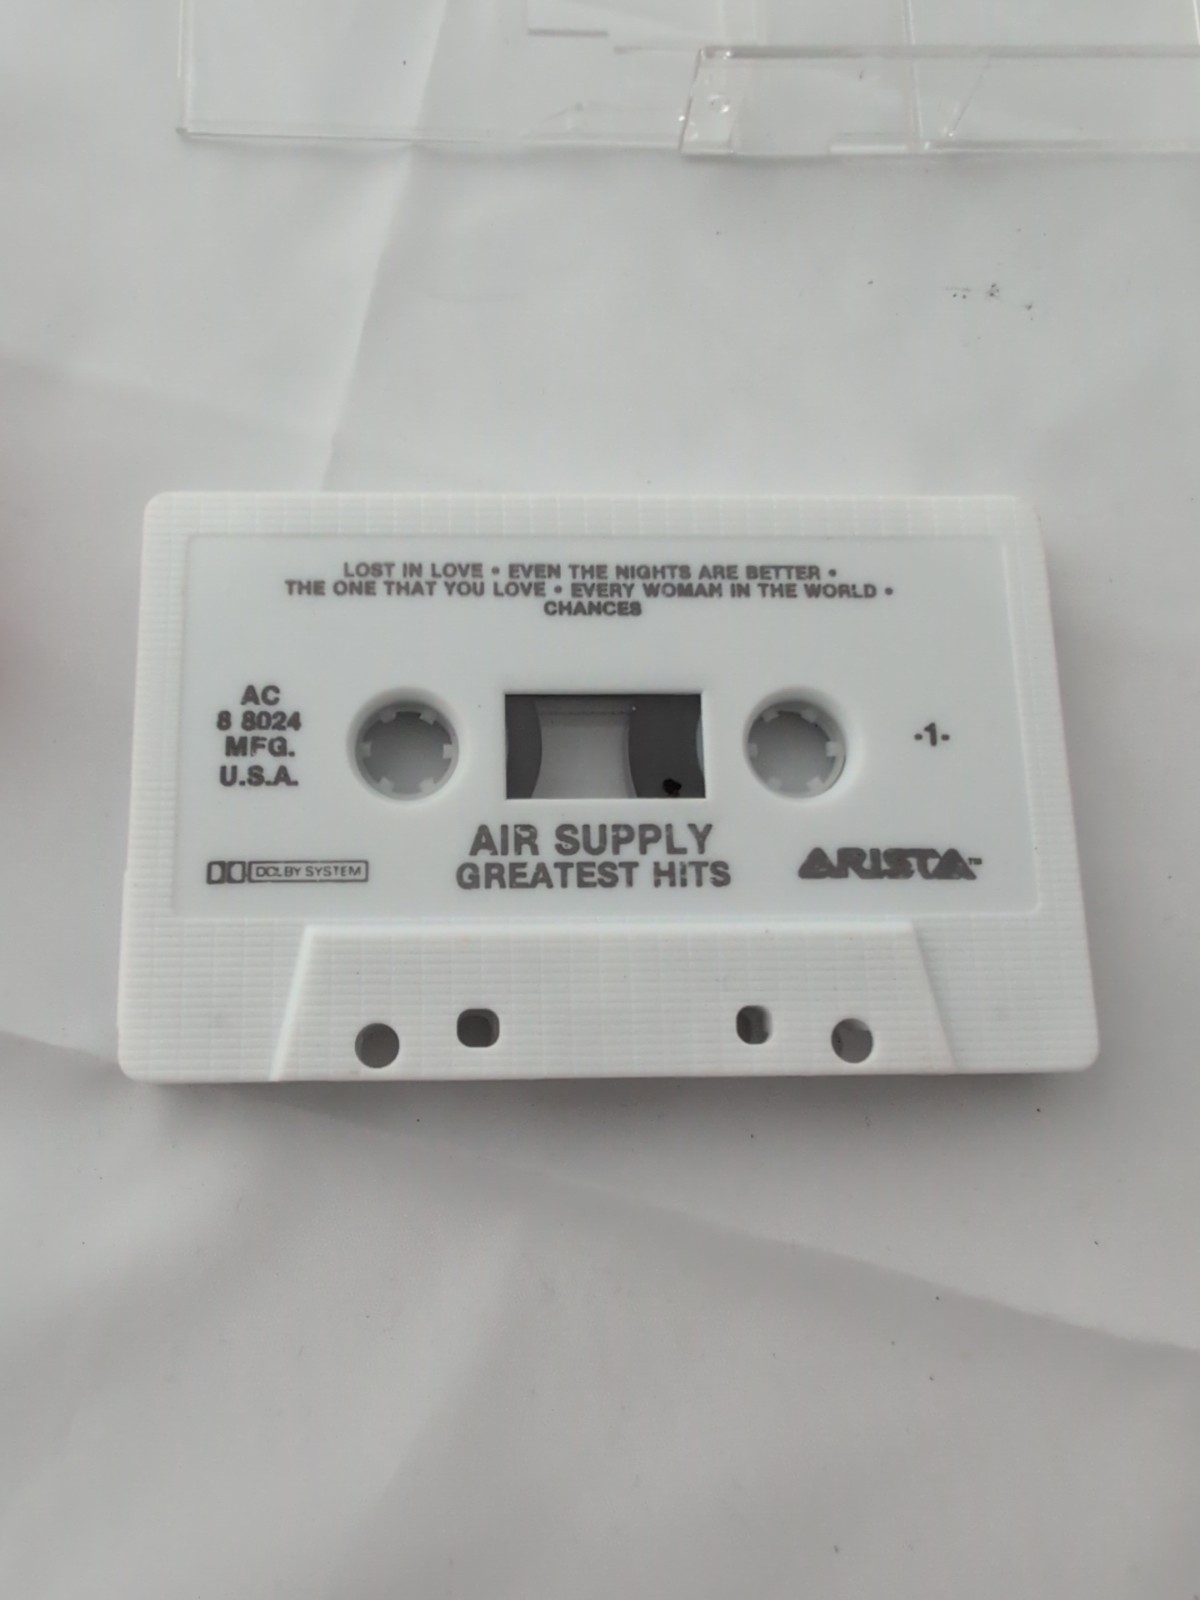 LOST IN LOVE • EVEN THE NIGHTS ARE BETTER •
THE ONE THAT YOU LOVE • EVERY WOMAN IN THE WORLD •
CHANCES
AC
8 8024
MFG.
U.S.A.
-1-
AIR SUPPLY
GREATEST HITS
DOLBY SYSTEM
ARISTA™